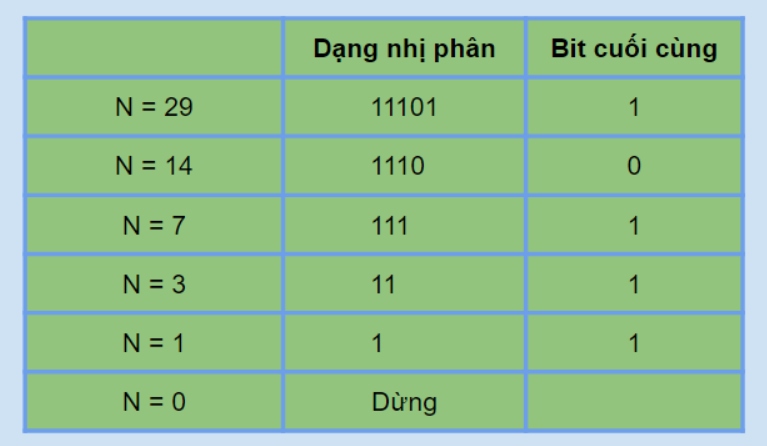 Dạng nhị phân Bit cuối cùng
N = 29 11101 1
N = 14 1110 0
N = 7 111 1
N = 3 11 1
N = 1 1 1
N = 0 Dừng